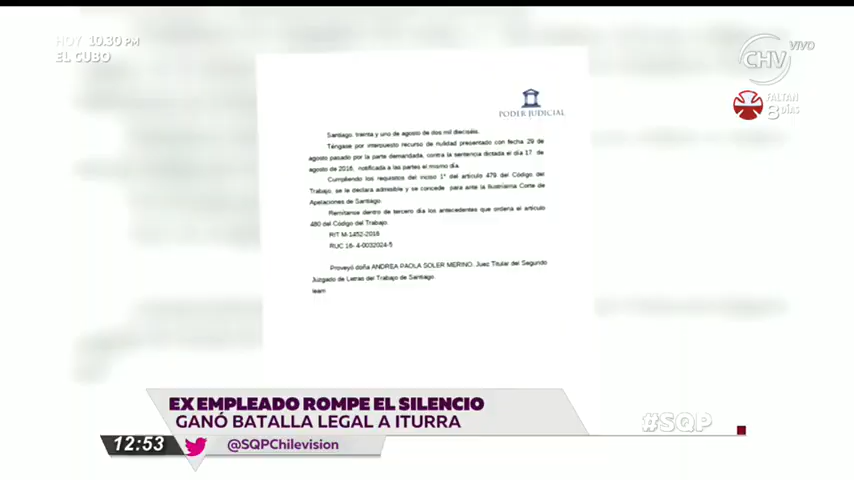 HOY 10.30 PM
EL CUBO
CHV VIVO
FALTAN
8 DÍAS
PODER JUDICIAL
Santiago, treinta y uno de agosto de dos mil dieciséis.
Téngase por interpuesto recurso de nulidad presentado con fecha 29 de
agosto pasado por la parte demandada, contra la sentencia dictada el día 17 de
agosto de 2016, notificada a las partes el mismo día.
Cumpliendo los requisitos del inciso 1° del artículo 479 del Código del
Trabajo, se le declara admisible y se concede para ante la Ilustrísima Corte de
Apelaciones de Santiago.
Remítanse dentro de tercero día los antecedentes que ordena el artículo
480 del Código del Trabajo.
RIT M-1452-2016
RUC 16- 4-0032024-5
Proveyó doña ANDREA PAOLA SOLER MERINO, Juez Titular del Segundo
Juzgado de Letras del Trabajo de Santiago.
EX EMPLEADO ROMPE EL SILENCIO
GANÓ BATALLA LEGAL A ITURRA
#SQP
12:53
@SQPChilevision